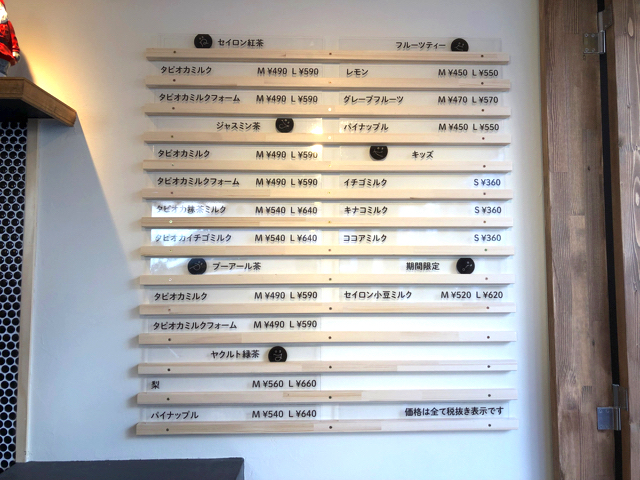 セイロン紅茶
タピオカミルク M ¥490 L ¥590
タピオカミルクフォーム M ¥490 L ¥590
ジャスミン茶
タピオカミルク M ¥490 L ¥590
タピオカミルクフォーム M ¥490 L ¥590
タピオカ抹茶ミルク M ¥540 L ¥640
タピオカイチゴミルク M ¥540 L ¥640
プーアール茶
タピオカミルク M ¥490 L ¥590
タピオカミルクフォーム M ¥490 L ¥590
ヤクルト緑茶
梨 M ¥560 L ¥660
パイナップル M ¥540 L ¥640
フルーツティー
レモン M ¥450 L ¥550
グレープフルーツ M ¥470 L ¥570
パイナップル M ¥450 L ¥550
キッズ
イチゴミルク S ¥360
キナコミルク S ¥360
ココアミルク S ¥360
期間限定
セイロン小豆ミルク M ¥520 L ¥620
価格は全て税抜き表示です